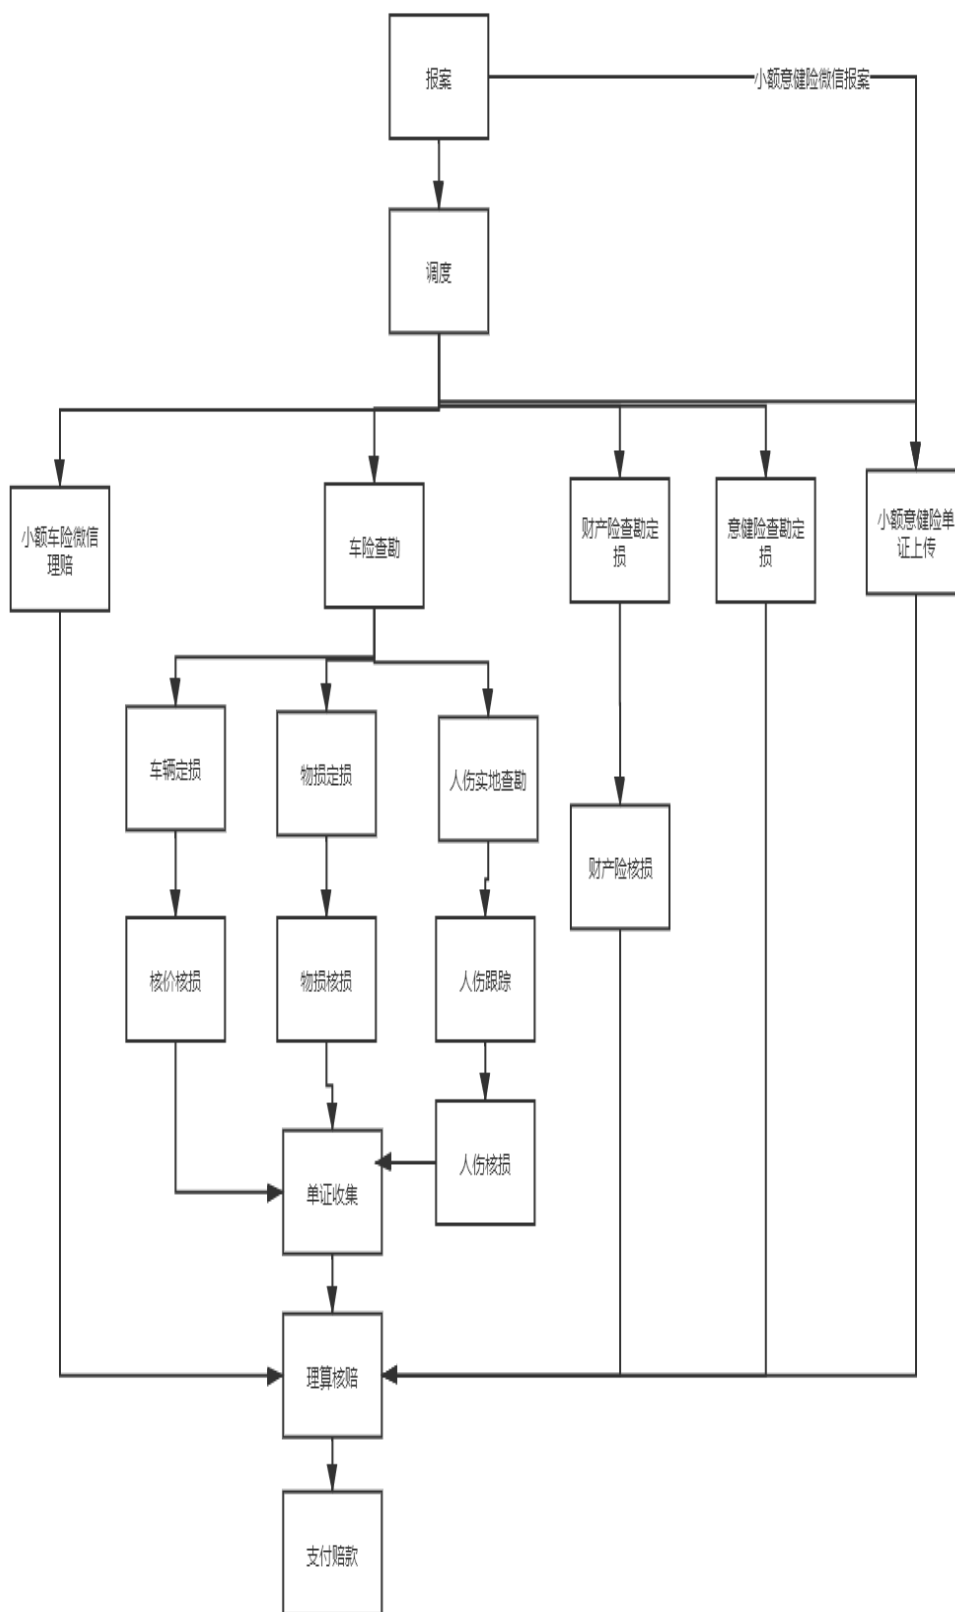 报案
小额意健险微信报案
调度
小额车险微信
理赔
车险查勘
财产险查勘定
损
意健险查勘定
损
小额意健险单
证上传
车辆定损
物损定损
人伤实地查勘
财产险核损
核价核损
物损核损
人伤跟踪
单证收集
人伤核损
理算核赔
支付赔款